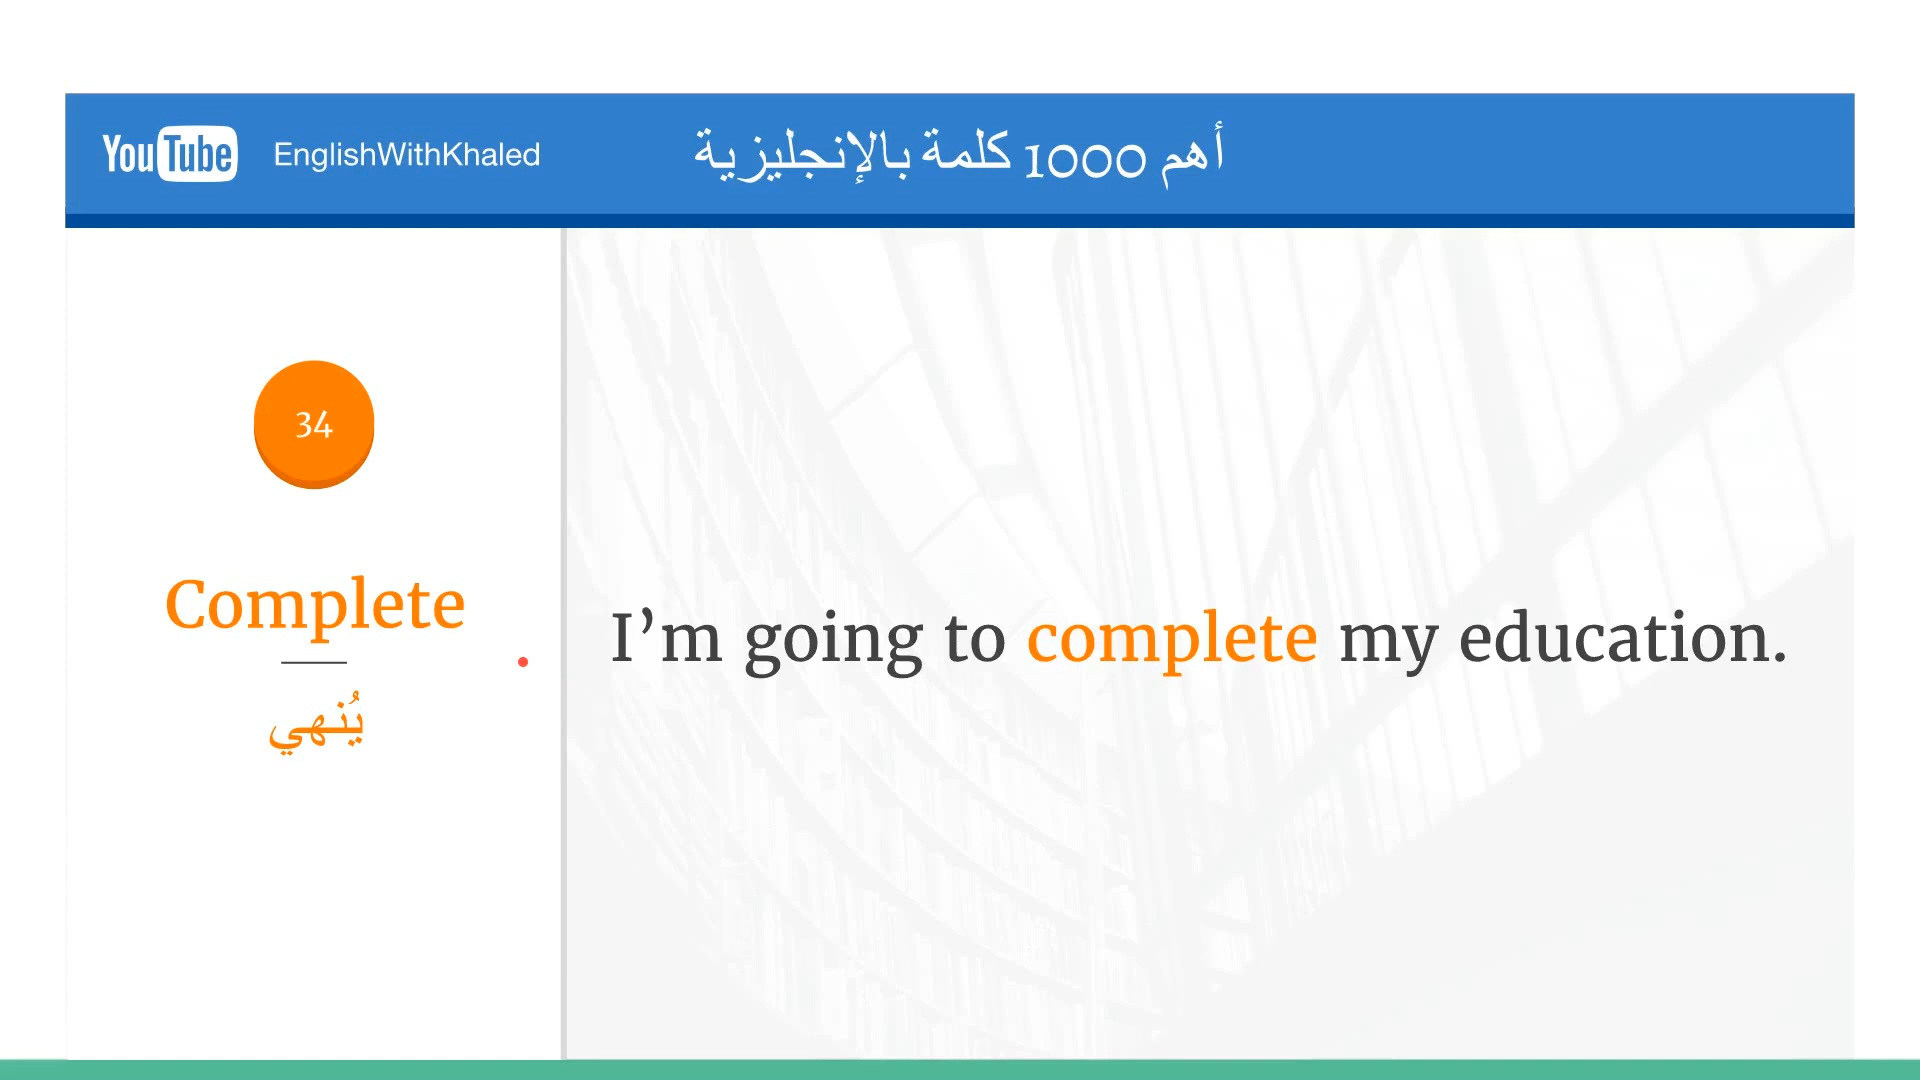 YouTube EnglishWithKhaled
أهم 1000 كلمة بالإنجليزية
34
Complete
يُنهي
I’m going to complete my education.